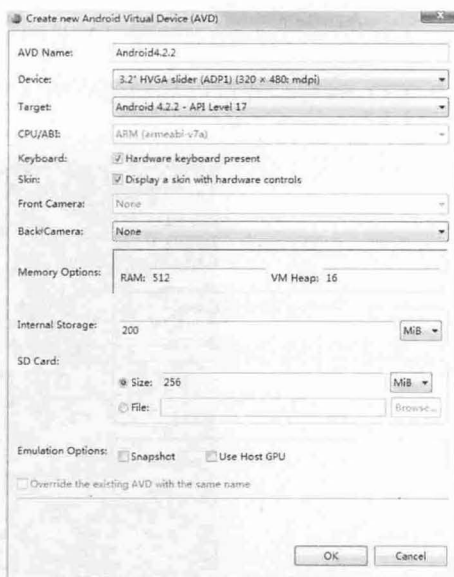 Create new Android Virtual Device (AVD)
AVD Name: Android4.2.2
Device: 3.2" HVGA slider (ADP1) (320 × 480: mdpi)
Target: Android 4.2.2 - API Level 17
CPU/ABI: ARM (armeabi-v7a)
Keyboard: Hardware keyboard present
Skin: Display a skin with hardware controls
Front Camera: None
Back Camera: None
Memory Options: RAM: 512 VM Heap: 16
Internal Storage: 200 MiB
SD Card:
Size: 256 MiB
File: Browse...
Emulation Options: Snapshot Use Host GPU
Override the existing AVD with the same name
OK Cancel